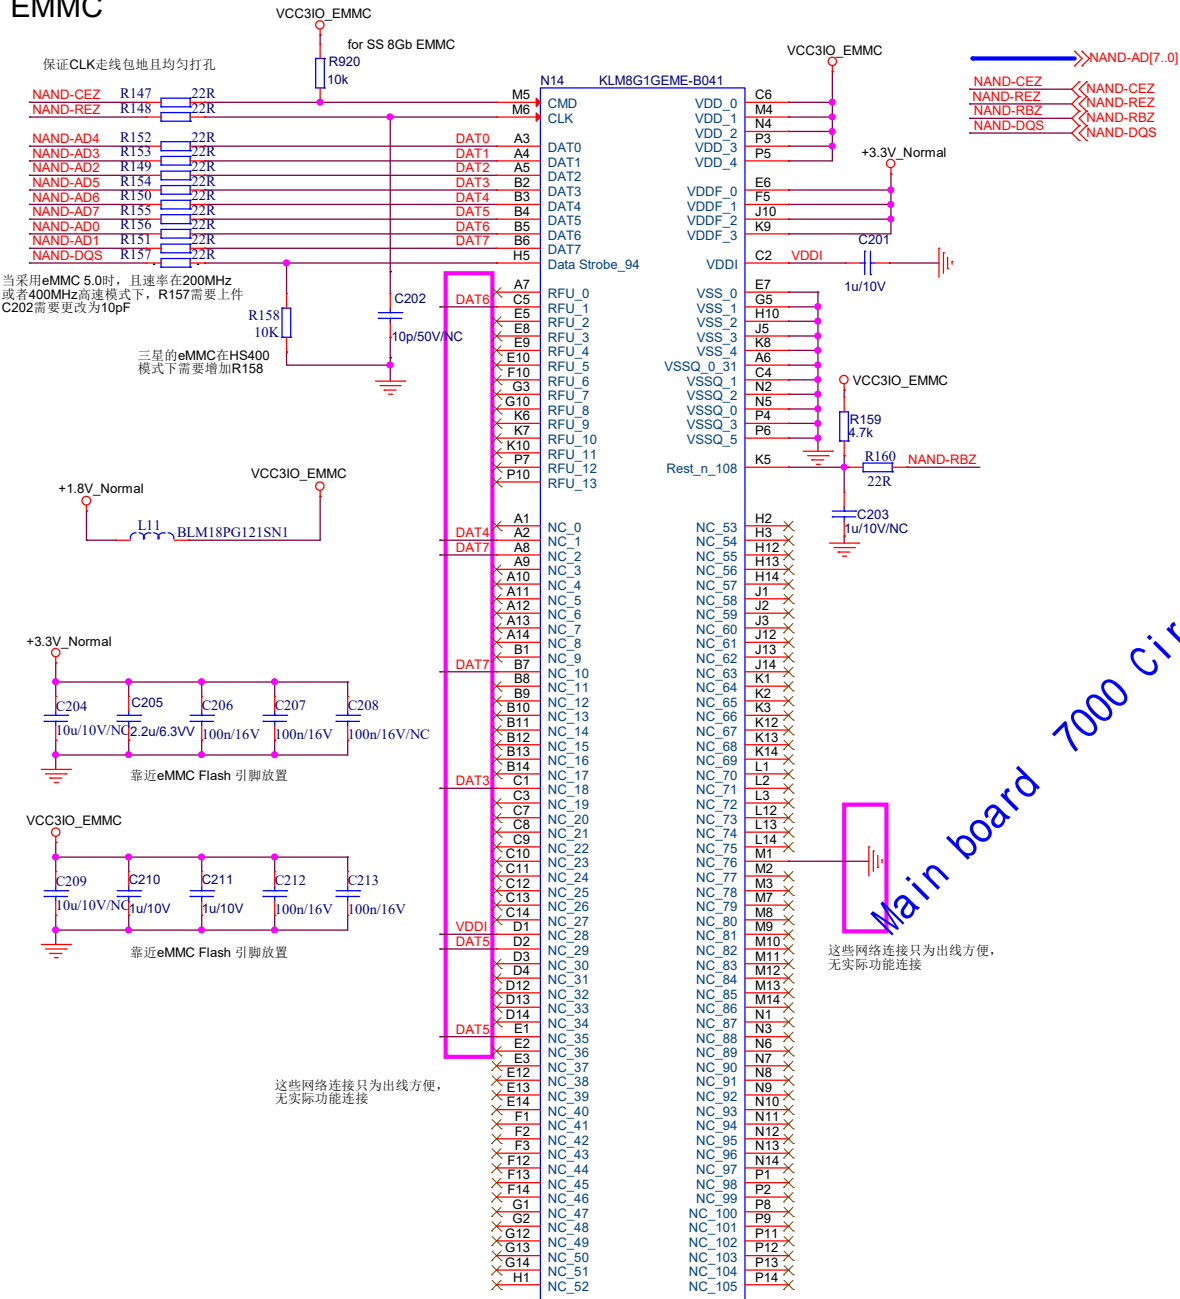 EMMC
VCC3IO_EMMC
for SS 8Gb EMMC
R920
10k
保证CLK走线包地且均匀打孔
NAND-CEZ R147 22R
NAND-REZ R148 22R
NAND-AD4 R152 22R DAT0
NAND-AD3 R153 22R DAT1
NAND-AD2 R149 22R DAT2
NAND-AD5 R154 22R DAT3
NAND-AD6 R150 22R DAT4
NAND-AD7 R155 22R DAT5
NAND-AD0 R156 22R DAT6
NAND-AD1 R151 22R DAT7
NAND-DQS R157 22R
当采用eMMC 5.0时，且速率在200MHz
或者400MHz高速模式下，R157需要上件
C202需要更改为10pF
R158
10K
C202
10p/50V/NC
三星的eMMC在HS400
模式下需要增加R158
VCC3IO_EMMC
+1.8V_Normal
L11 BLM18PG121SN1
+3.3V_Normal
C204 C205 C206 C207 C208
10u/10V/NC 2.2u/6.3VV 100n/16V 100n/16V 100n/16V/NC
靠近eMMC Flash 引脚放置
VCC3IO_EMMC
C209 C210 C211 C212 C213
10u/10V/NC 1u/10V 1u/10V 100n/16V 100n/16V
靠近eMMC Flash 引脚放置
这些网络连接只为出线方便，
无实际功能连接
N14 KLM8G1GEME-B041
M5 CMD
M6 CLK
A3 DAT0
A4 DAT1
A5 DAT2
B2 DAT3
B3 DAT4
B4 DAT5
B5 DAT6
B6 DAT7
H5 Data Strobe_94
A7 RFU_0
DAT6 C5 RFU_1
E5 RFU_2
E8 RFU_3
E9 RFU_4
E10 RFU_5
F10 RFU_6
G3 RFU_7
G10 RFU_8
K6 RFU_9
K7 RFU_10
K10 RFU_11
P7 RFU_12
P10 RFU_13
A1 NC_0
DAT4 A2 NC_1
DAT7 A8 NC_2
A9 NC_3
A10 NC_4
A11 NC_5
A12 NC_6
A13 NC_7
A14 NC_8
B1 NC_9
DAT7 B7 NC_10
B8 NC_11
B9 NC_12
B10 NC_13
B11 NC_14
B12 NC_15
B13 NC_16
B14 NC_17
DAT3 C1 NC_18
C3 NC_19
C7 NC_20
C8 NC_21
C9 NC_22
C10 NC_23
C11 NC_24
C12 NC_25
C13 NC_26
C14 NC_27
VDDI D1 NC_28
DAT5 D2 NC_29
D3 NC_30
D4 NC_31
D12 NC_32
D13 NC_33
D14 NC_34
DAT5 E1 NC_35
E2 NC_36
E3 NC_37
E12 NC_38
E13 NC_39
E14 NC_40
F1 NC_41
F2 NC_42
F3 NC_43
F12 NC_44
F13 NC_45
F14 NC_46
G1 NC_47
G2 NC_48
G12 NC_49
G13 NC_50
G14 NC_51
H1 NC_52
VCC3IO_EMMC
VDD_0 C6
VDD_1 M4
VDD_2 N4
VDD_3 P3
VDD_4 P5
+3.3V_Normal
VDDF_0 E6
VDDF_1 F5
VDDF_2 J10
VDDF_3 K9
VDDI C2 VDDI
C201
1u/10V
VSS_0 E7
VSS_1 G5
VSS_2 H10
VSS_3 J5
VSS_4 K8
VSSQ_0_31 A6
VSSQ_1 C4
VSSQ_2 N2
VSSQ_0 N5
VSSQ_3 P4
VSSQ_5 P6
VCC3IO_EMMC
R159
4.7k
Rest_n_108 K5
R160 NAND-RBZ
22R
C203
1u/10V/NC
NC_53 H2
NC_54 H3
NC_55 H12
NC_56 H13
NC_57 H14
NC_58 J1
NC_59 J2
NC_60 J3
NC_61 J12
NC_62 J13
NC_63 J14
NC_64 K1
NC_65 K2
NC_66 K3
NC_67 K12
NC_68 K13
NC_69 K14
NC_70 L1
NC_71 L2
NC_72 L3
NC_73 L12
NC_74 L13
NC_75 L14
NC_76 M1
NC_77 M2
NC_78 M3
NC_79 M7
NC_80 M8
NC_81 M9
NC_82 M10
NC_83 M11
NC_84 M12
NC_85 M13
NC_86 M14
NC_87 N1
NC_88 N3
NC_89 N6
NC_90 N7
NC_91 N8
NC_92 N9
NC_93 N10
NC_94 N11
NC_95 N12
NC_96 N13
NC_97 N14
NC_98 P1
NC_99 P2
NC_100 P8
NC_101 P9
NC_102 P11
NC_103 P12
NC_104 P13
NC_105 P14
NAND-AD[7..0]
NAND-CEZ NAND-CEZ
NAND-REZ NAND-REZ
NAND-RBZ NAND-RBZ
NAND-DQS NAND-DQS
这些网络连接只为出线方便，
无实际功能连接
Main board 7000 Cir